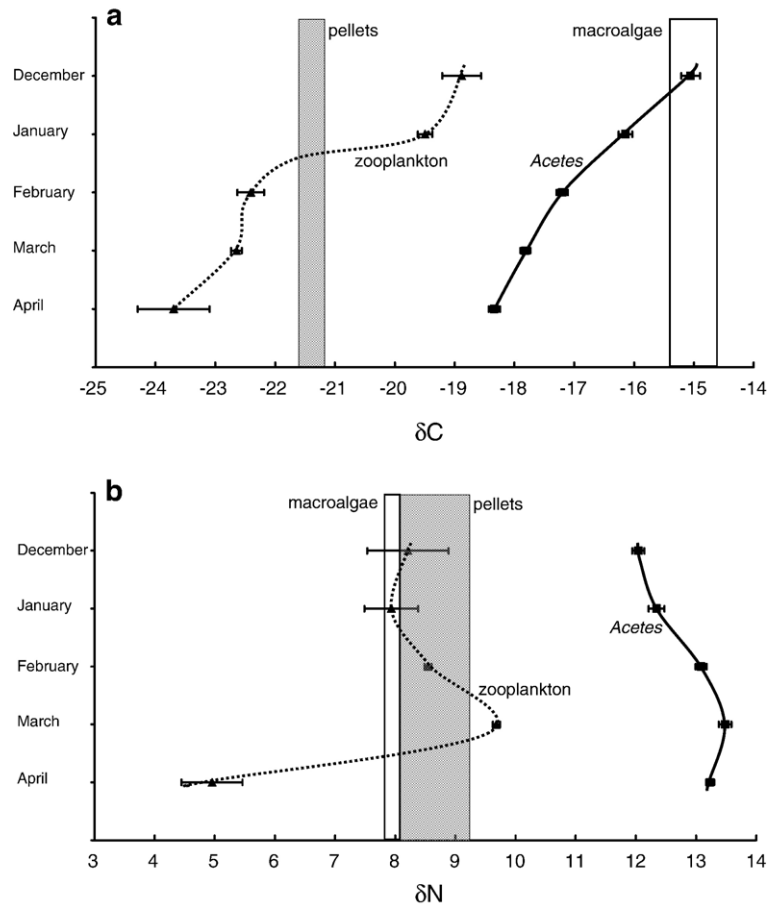 a
pellets
macroalgae
December
January
zooplankton
Acetes
February
March
April
-25 -24 -23 -22 -21 -20 -19 -18 -17 -16 -15 -14
δC
b
macroalgae
pellets
December
January
Acetes
February
zooplankton
March
April
3 4 5 6 7 8 9 10 11 12 13 14
δN